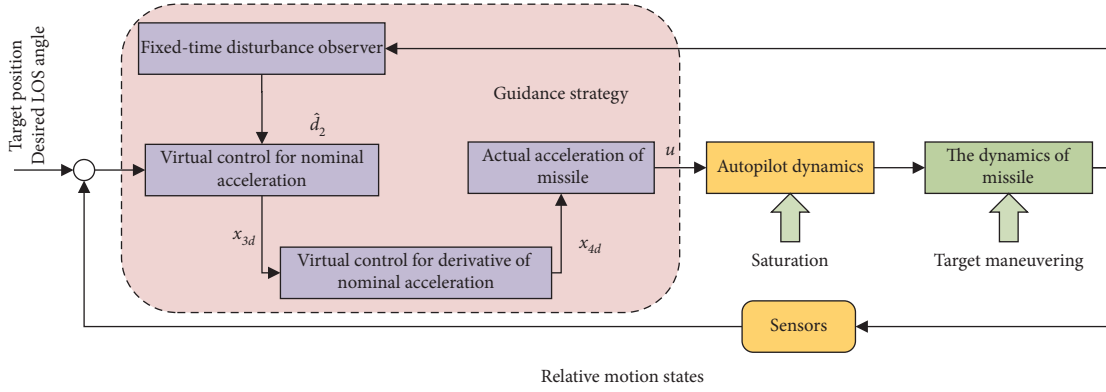 Target position
Desired LOS angle
Fixed-time disturbance observer
Guidance strategy
d̂2
Virtual control for nominal
acceleration
Actual acceleration of
missile
u
Autopilot dynamics
The dynamics of
missile
x3d
x4d
Virtual control for derivative of
nominal acceleration
Saturation
Target maneuvering
Sensors
Relative motion states